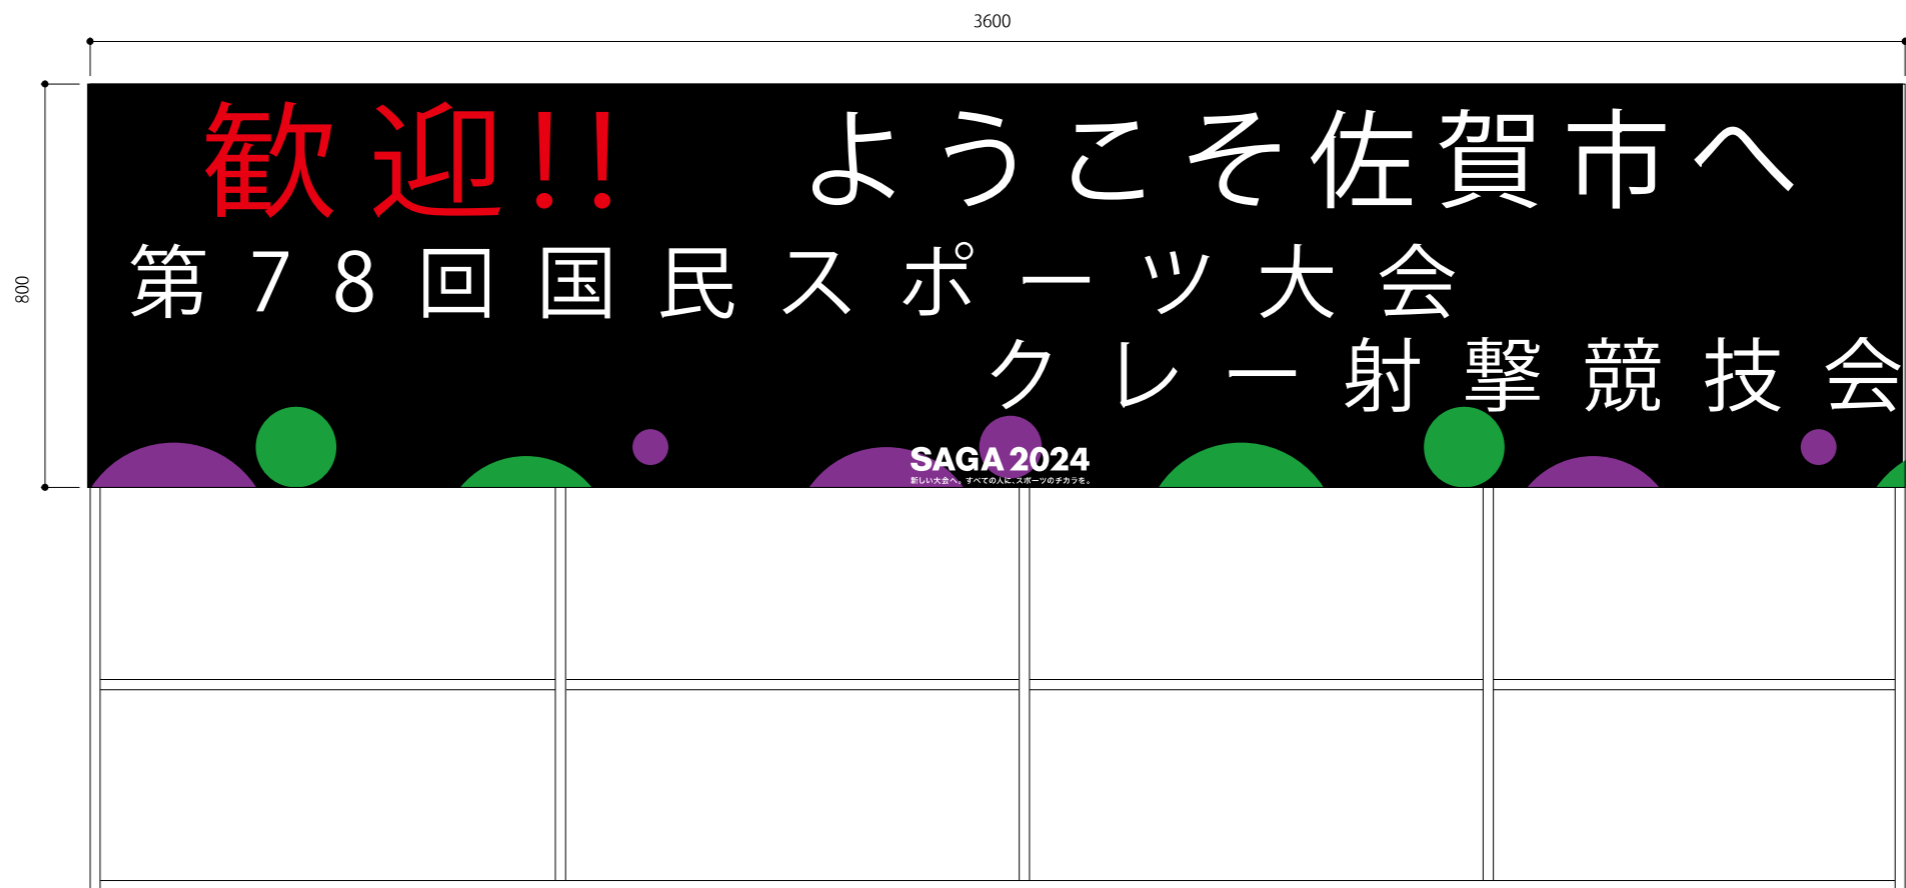 3600
800
歓迎!! ようこそ佐賀市へ
第78回国民スポーツ大会
クレー射撃競技会
SAGA 2024
新しい大会へ。すべての人に、スポーツのチカラを。